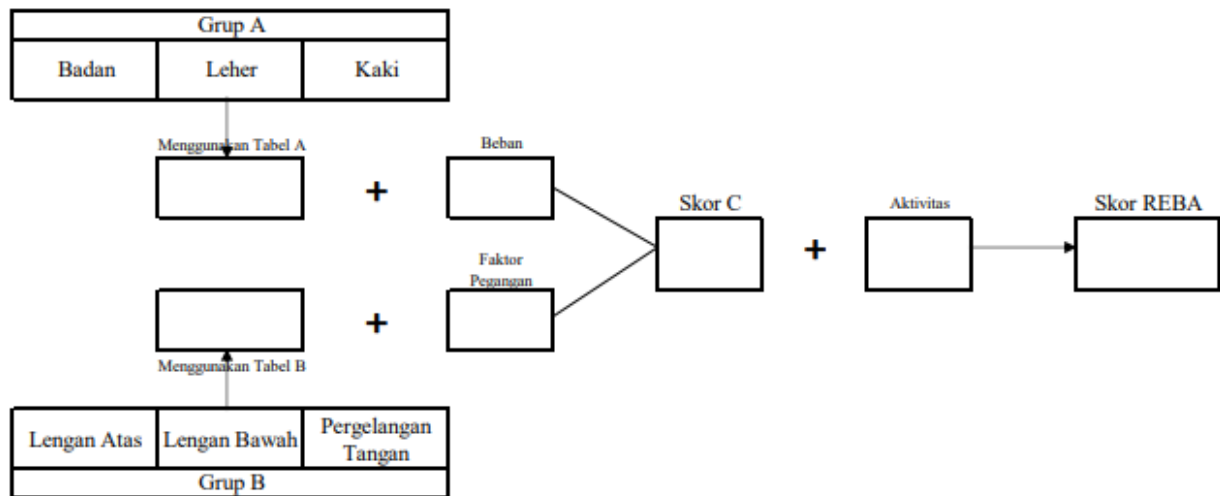 Grup A
Badan Leher Kaki
Menggunakan Tabel A
Beban
+
Skor C
Aktivitas
Skor REBA
+
Faktor
Pegangan
+
Menggunakan Tabel B
Lengan Atas Lengan Bawah Pergelangan
Tangan
Grup B